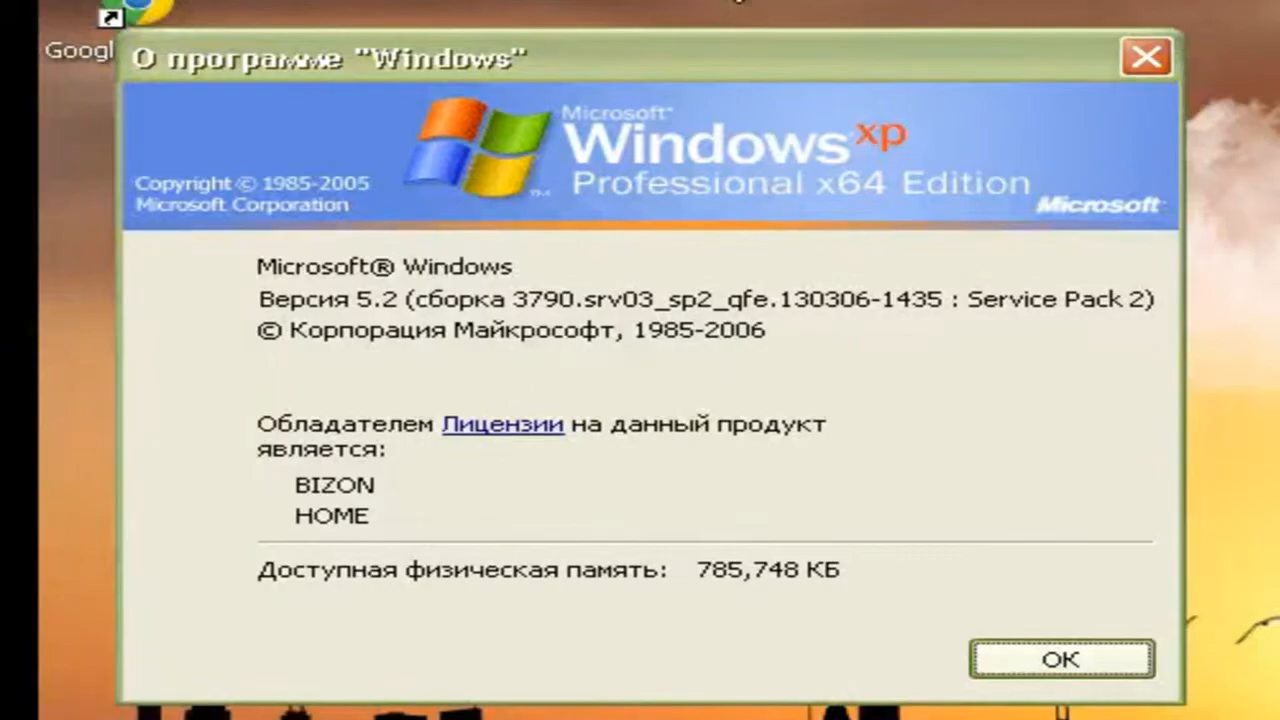 Googl
О программе "Windows"
Microsoft®
Windows xp
Professional x64 Edition
Copyright © 1985-2005
Microsoft Corporation
Microsoft
Microsoft® Windows
Версия 5.2 (сборка 3790.srv03_sp2_qfe.130306-1435 : Service Pack 2)
© Корпорация Майкрософт, 1985-2006
Обладателем Лицензии на данный продукт
является:
BIZON
HOME
Доступная физическая память: 785,748 КБ
ОК